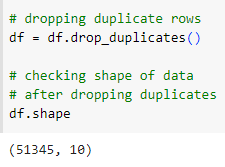 # dropping duplicate rows
df = df.drop_duplicates()
# checking shape of data
# after dropping duplicates
df.shape
(51345, 10)